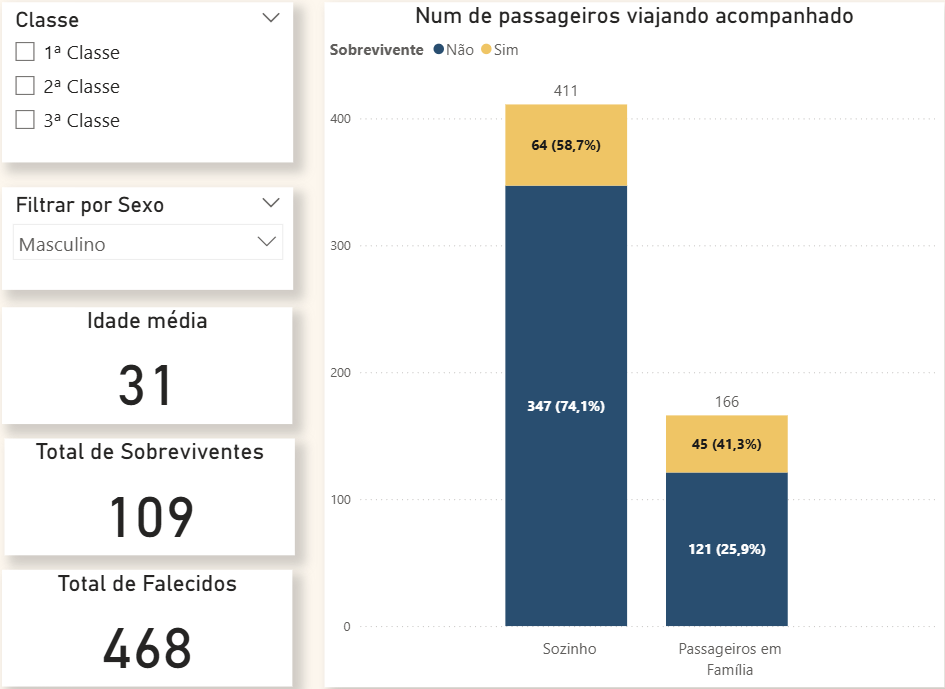 Classe
1ª Classe
2ª Classe
3ª Classe
Filtrar por Sexo
Masculino
Idade média
31
Total de Sobreviventes
109
Total de Falecidos
468
Num de passageiros viajando acompanhado
Sobrevivente Não Sim
411
400
64 (58,7%)
300
200
347 (74,1%)
166
45 (41,3%)
100
121 (25,9%)
0
Sozinho
Passageiros em
Família